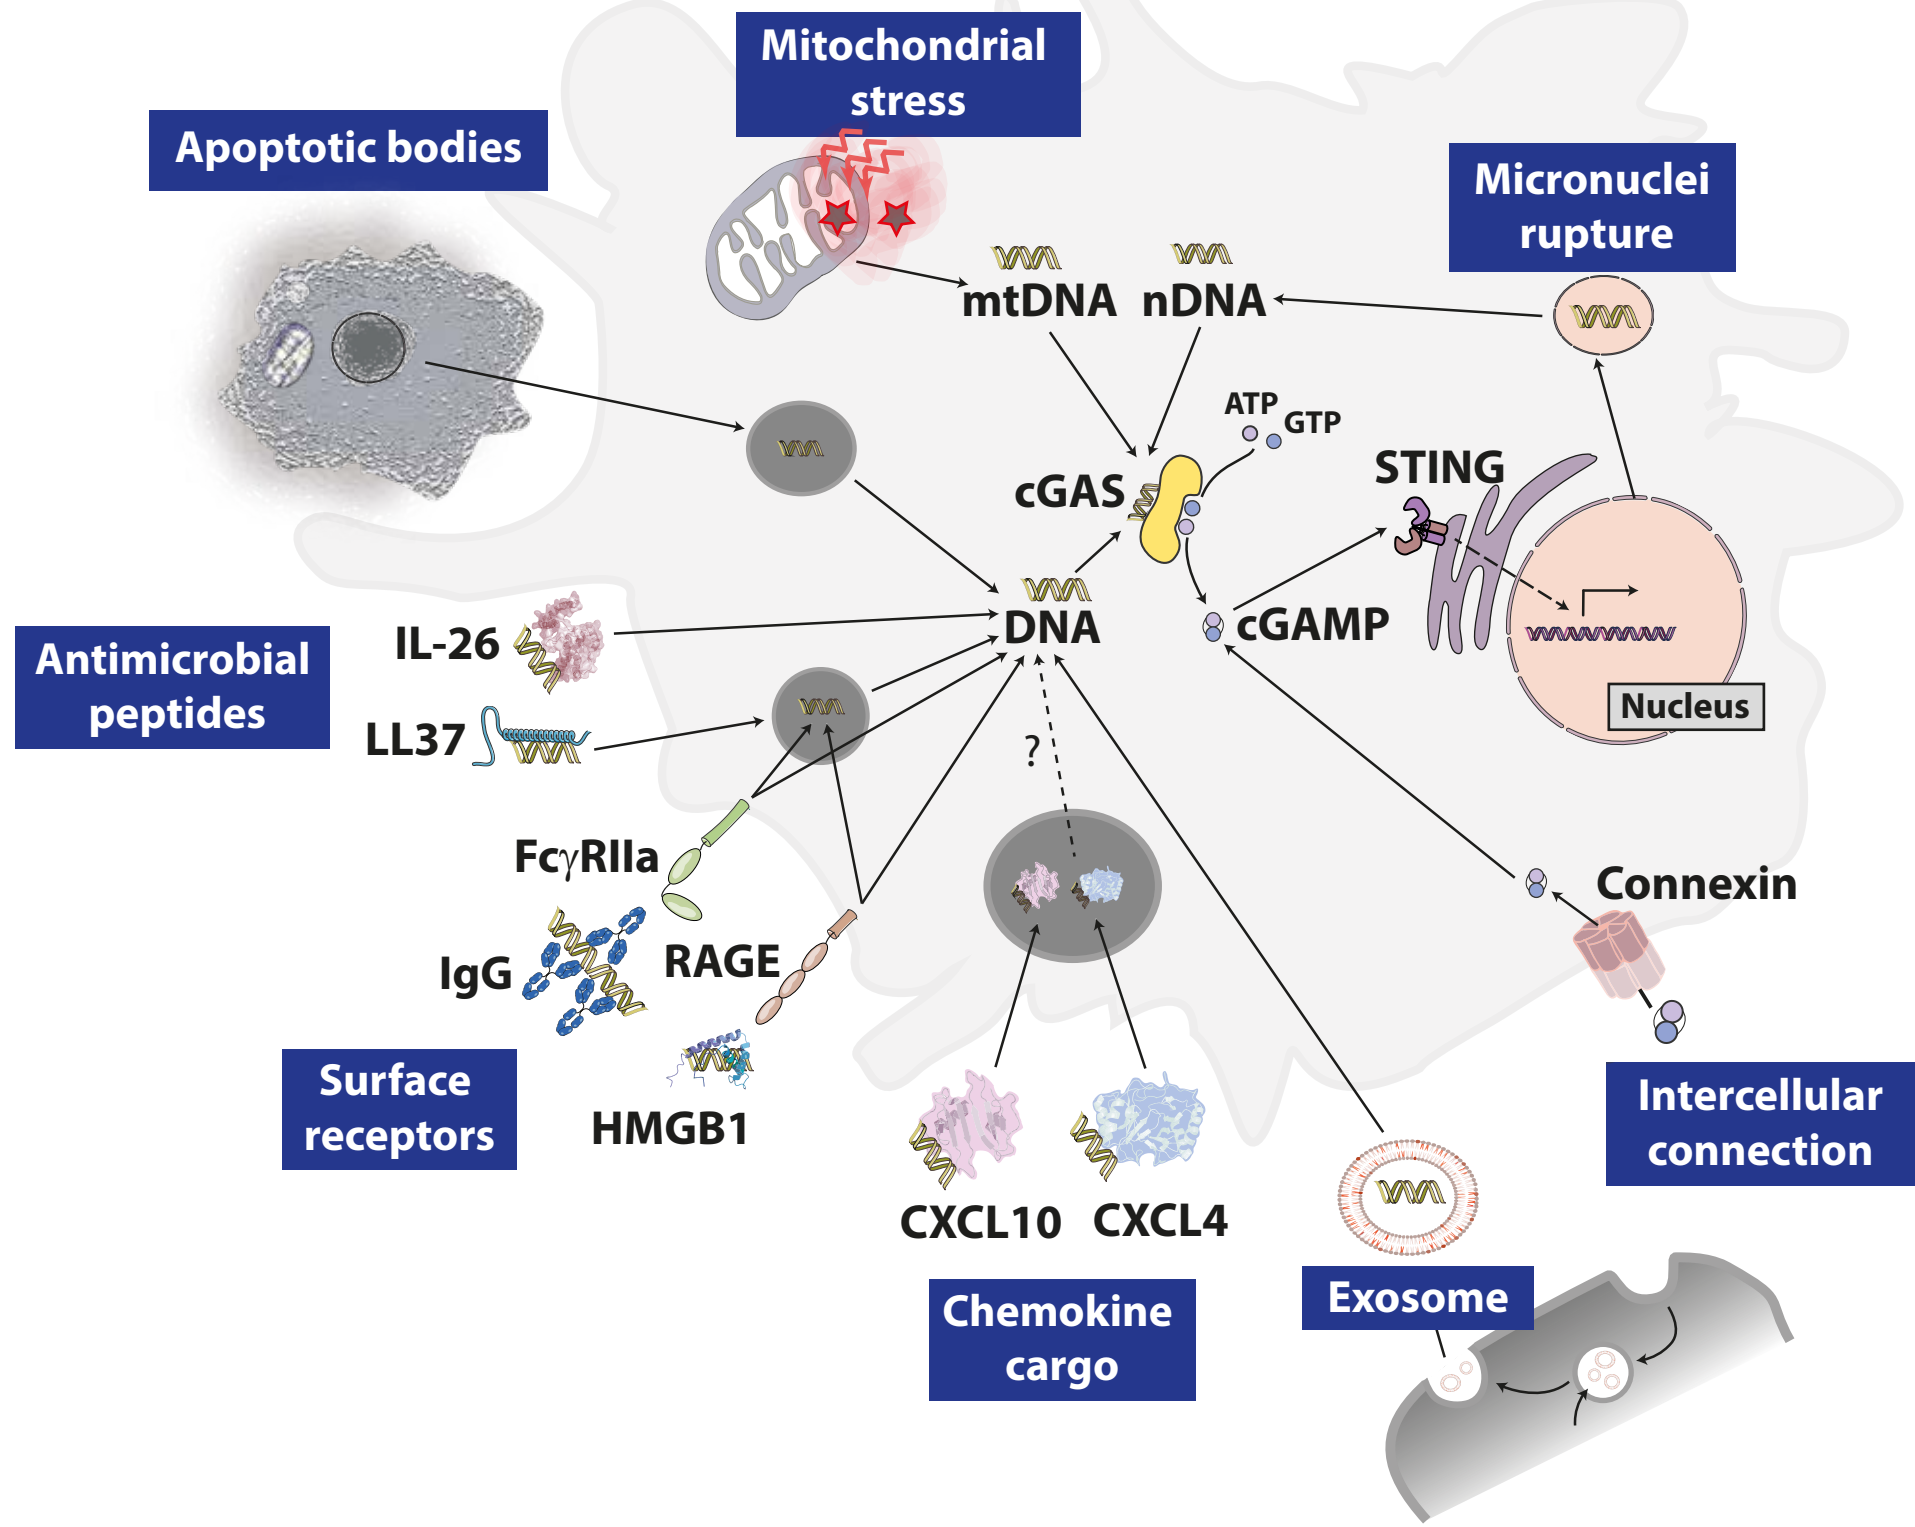 Mitochondrial
stress
Apoptotic bodies
Micronuclei
rupture
mtDNA
nDNA
ATP
GTP
STING
cGAS
DNA
cGAMP
IL-26
Antimicrobial
peptides
LL37
Nucleus
?
FcγRIIa
Connexin
IgG
RAGE
Surface
receptors
HMGB1
Intercellular
connection
CXCL10
CXCL4
Chemokine
cargo
Exosome